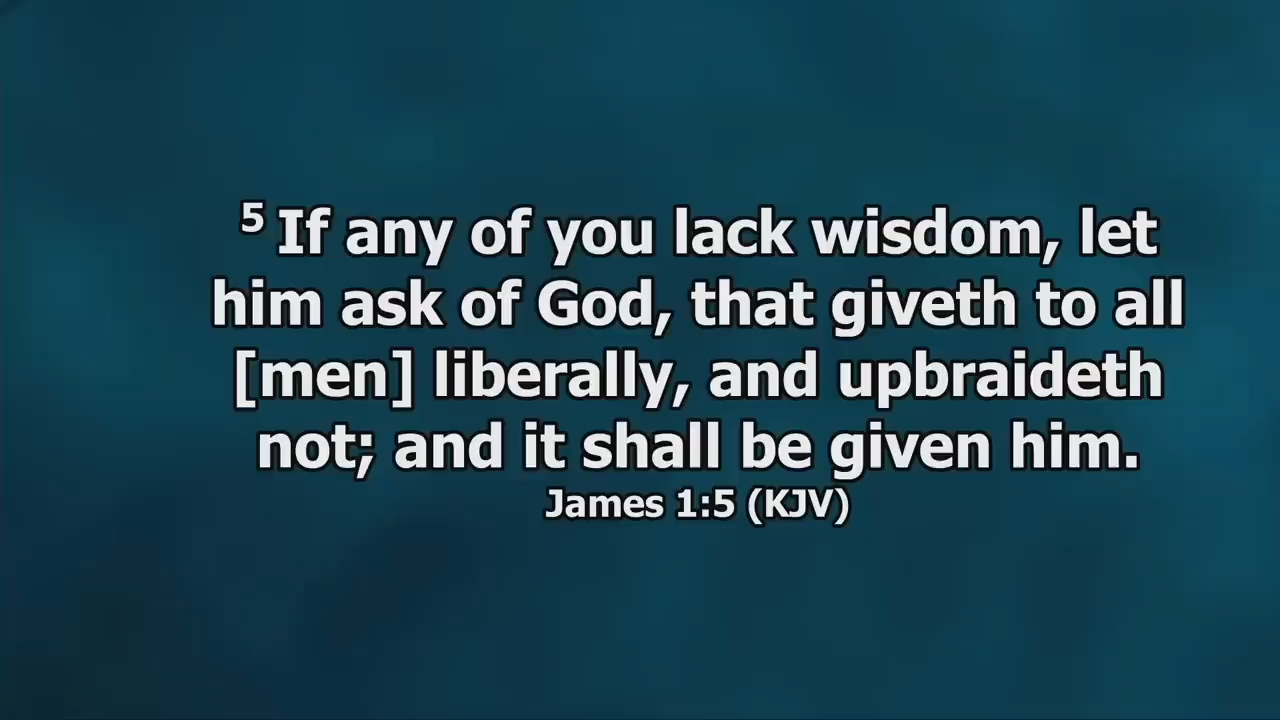 5 If any of you lack wisdom, let
him ask of God, that giveth to all
[men] liberally, and upbraideth
not; and it shall be given him.
James 1:5 (KJV)